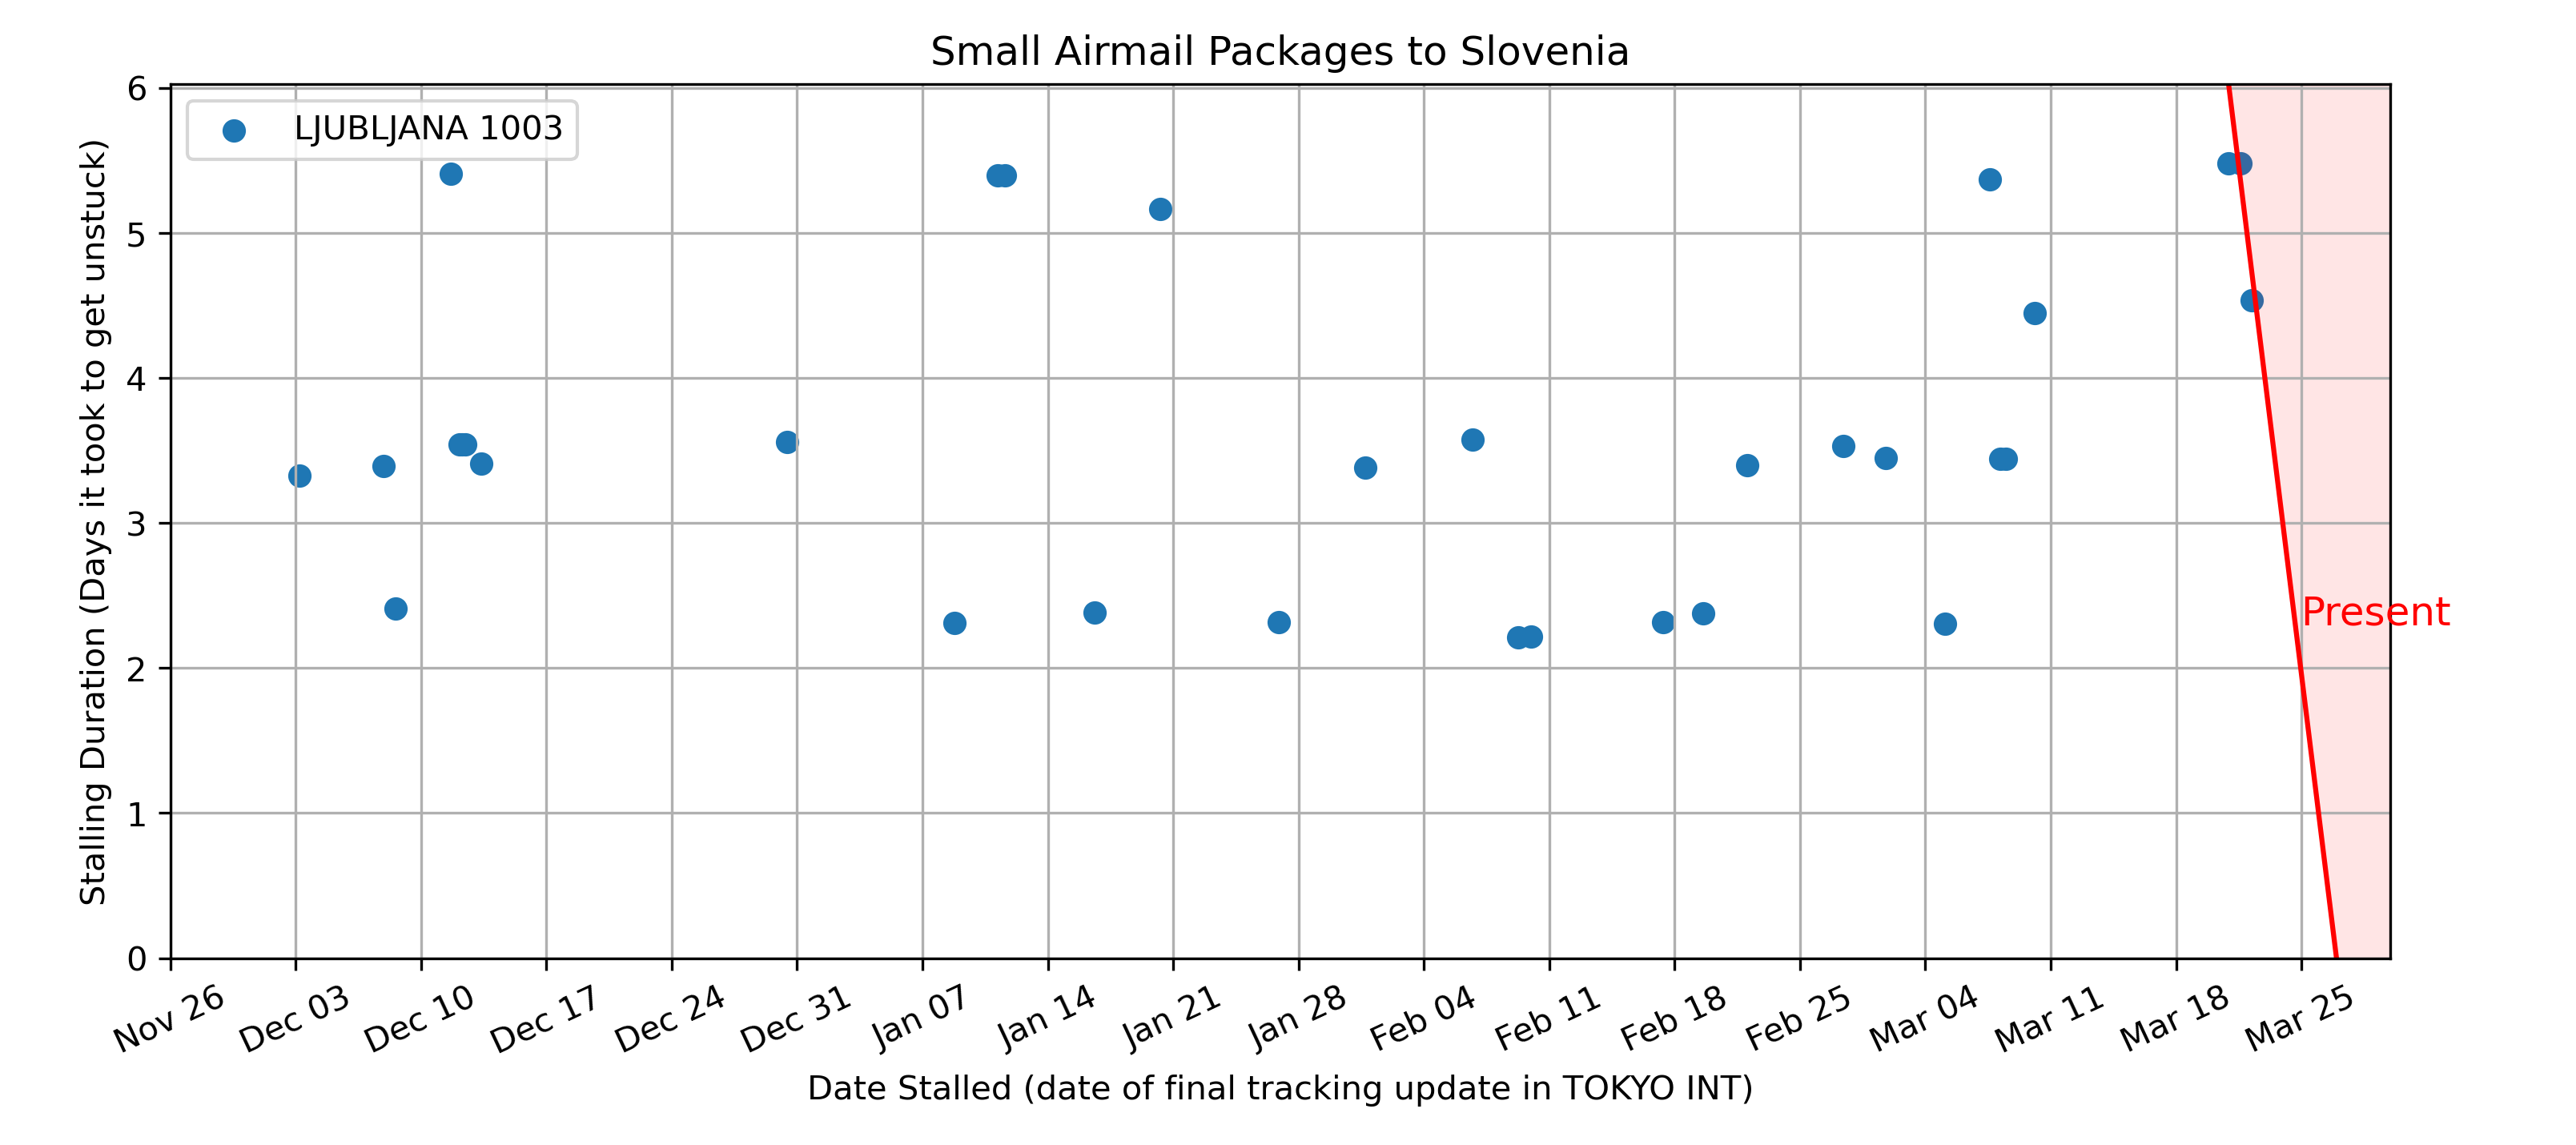 Small Airmail Packages to Slovenia
LJUBLJANA 1003
Stalling Duration (Days it took to get unstuck)
6
5
4
3
2
1
0
Present
Nov 26
Dec 03
Dec 10
Dec 17
Dec 24
Dec 31
Jan 07
Jan 14
Jan 21
Jan 28
Feb 04
Feb 11
Feb 18
Feb 25
Mar 04
Mar 11
Mar 18
Mar 25
Date Stalled (date of final tracking update in TOKYO INT)